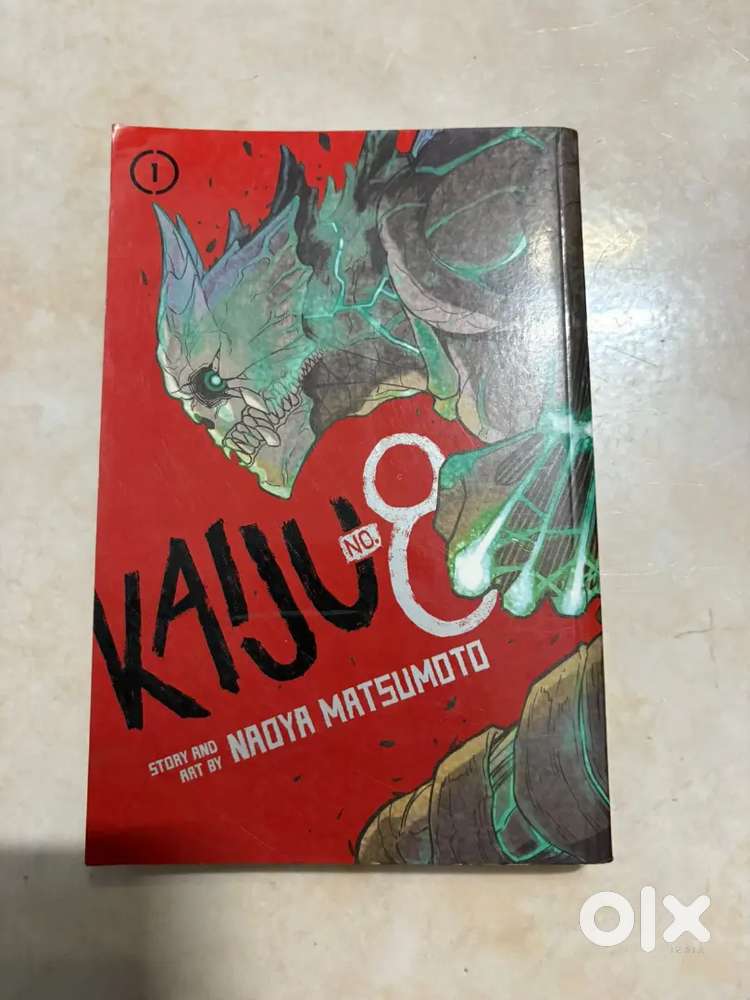 1
KAIJU
NO.
8
STORY AND
ART BY
NAOYA MATSUMOTO
olx